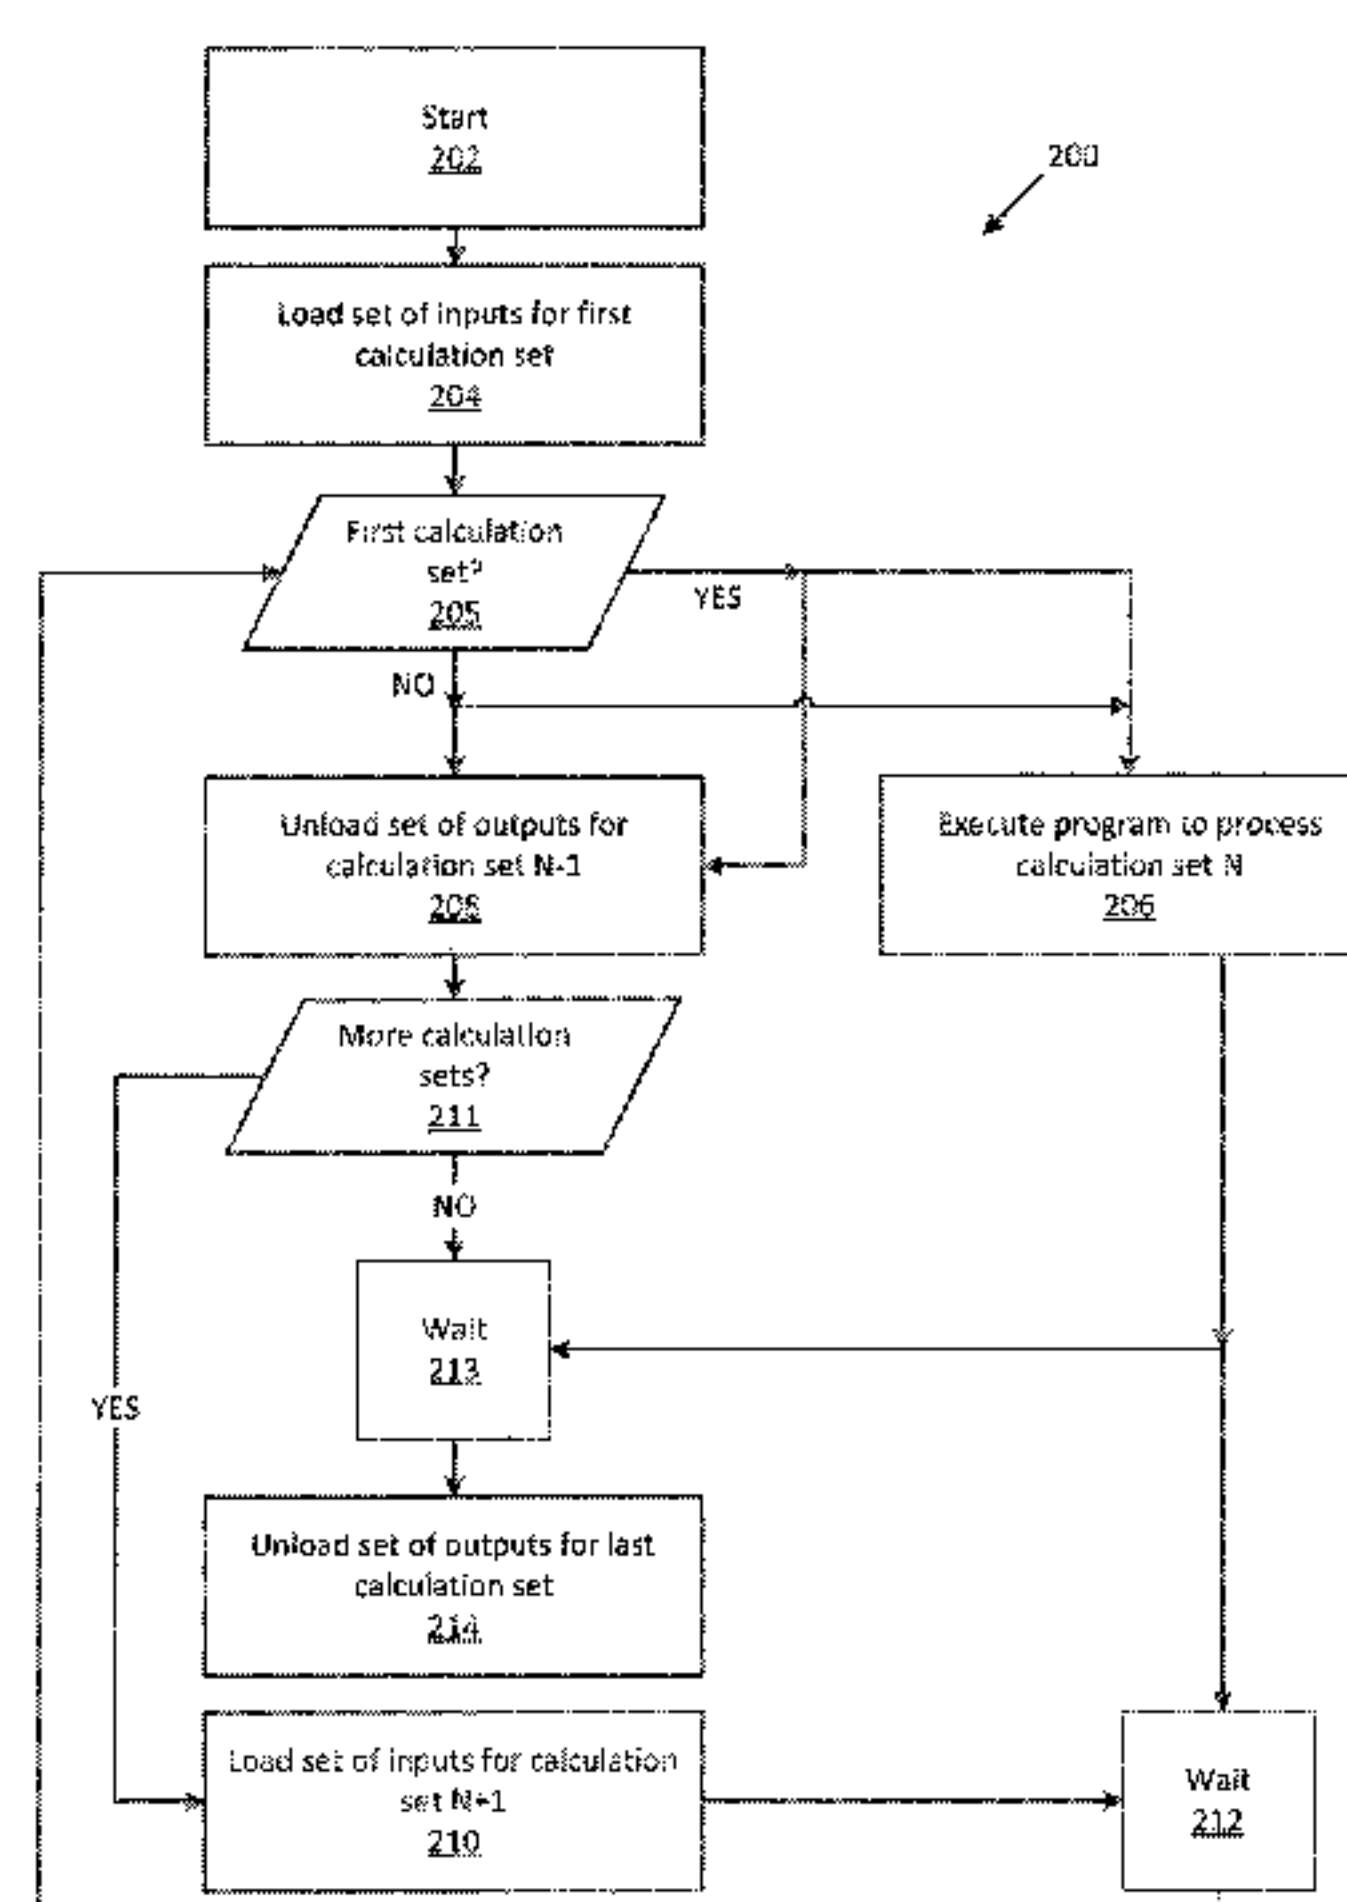 Start
202
200
Load set of inputs for first
calculation set
204
First calculation
set?
205
YES
NO
Unload set of outputs for
calculation set N-1
208
Execute program to process
calculation set N
206
More calculation
sets?
211
NO
Wait
213
YES
Unload set of outputs for last
calculation set
214
Load set of inputs for calculation
set N+1
210
Wait
212